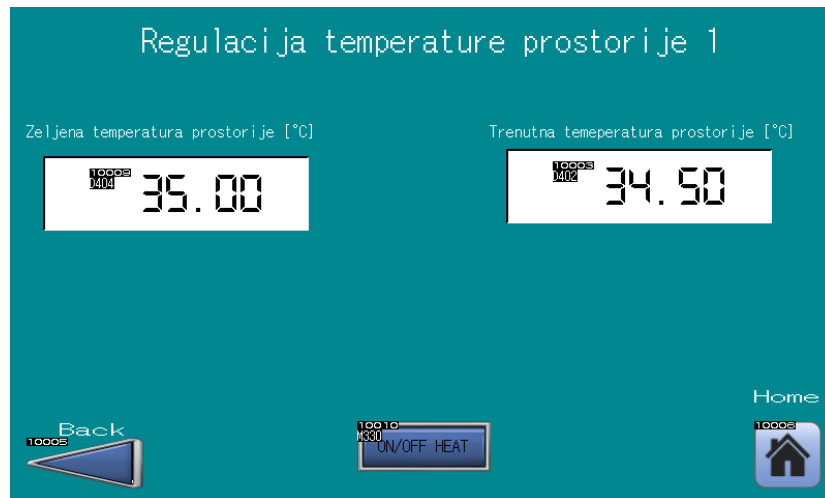 Regulacija temperature prostorije 1
Zeljena temperatura prostorije [°C]
Trenutna temeperatura prostorije [°C]
10009
D404
35.00
10003
D402
34.50
Home
Back
10005
10010
M330
ON/OFF HEAT
10006